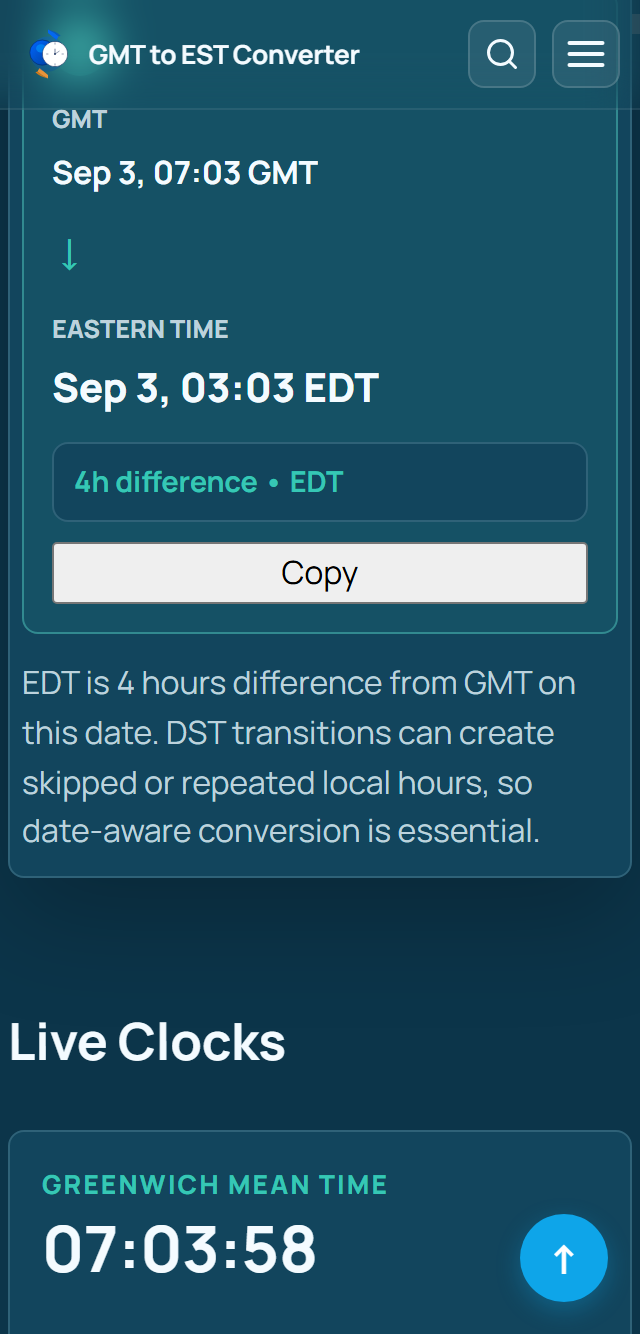 GMT to EST Converter
GMT
Sep 3, 07:03 GMT
↓
EASTERN TIME
Sep 3, 03:03 EDT
4h difference • EDT
Copy
EDT is 4 hours difference from GMT on
this date. DST transitions can create
skipped or repeated local hours, so
date-aware conversion is essential.
Live Clocks
GREENWICH MEAN TIME
07:03:58
↑